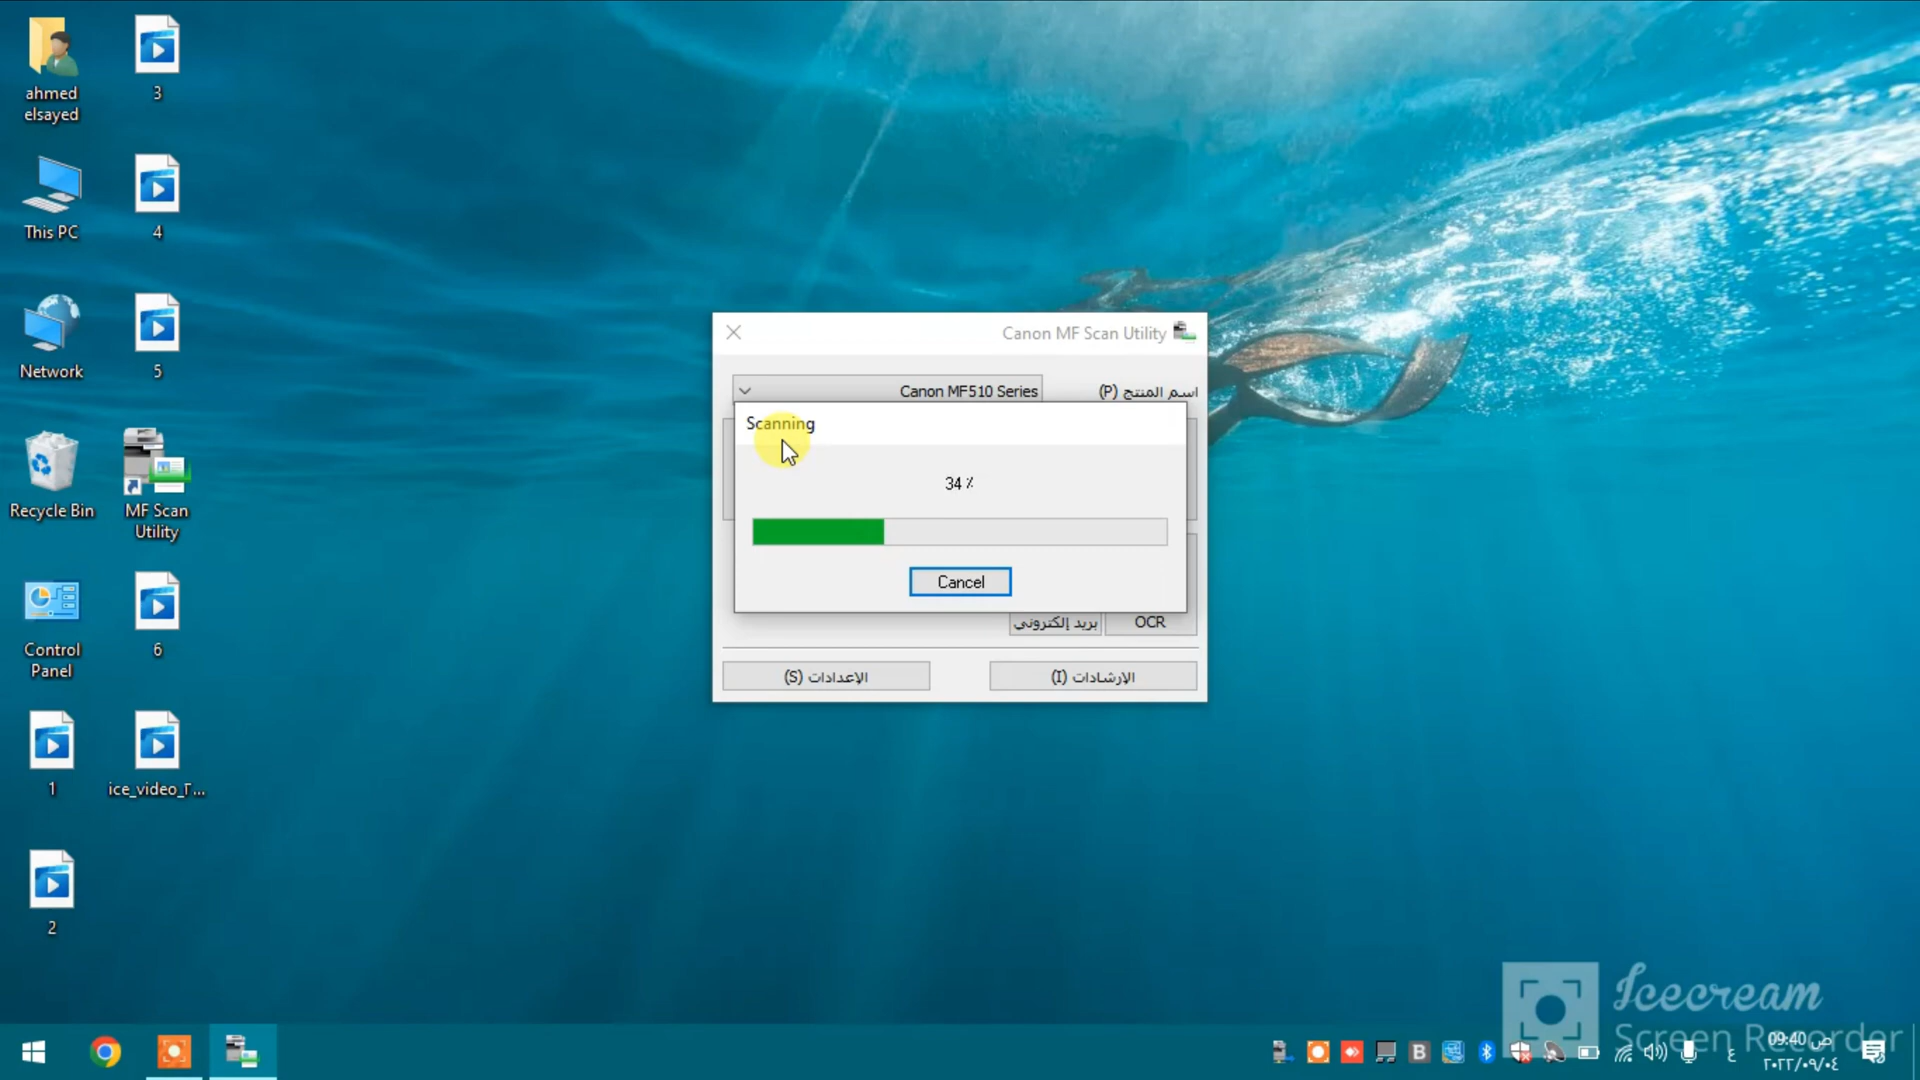 ahmed
elsayed
3
This PC
4
Network
5
Recycle Bin
MF Scan
Utility
Control
Panel
6
1
ice_video_٢...
2
Canon MF Scan Utility
Canon MF510 Series
اسم المنتج (P)
Scanning
34 %
Cancel
بريد إلكتروني
OCR
الإعدادات (S)
الإرشادات (I)
Icecream
Screen Recorder
ع
09:40 ص
٢٠٢٢/٠٩/٠٤